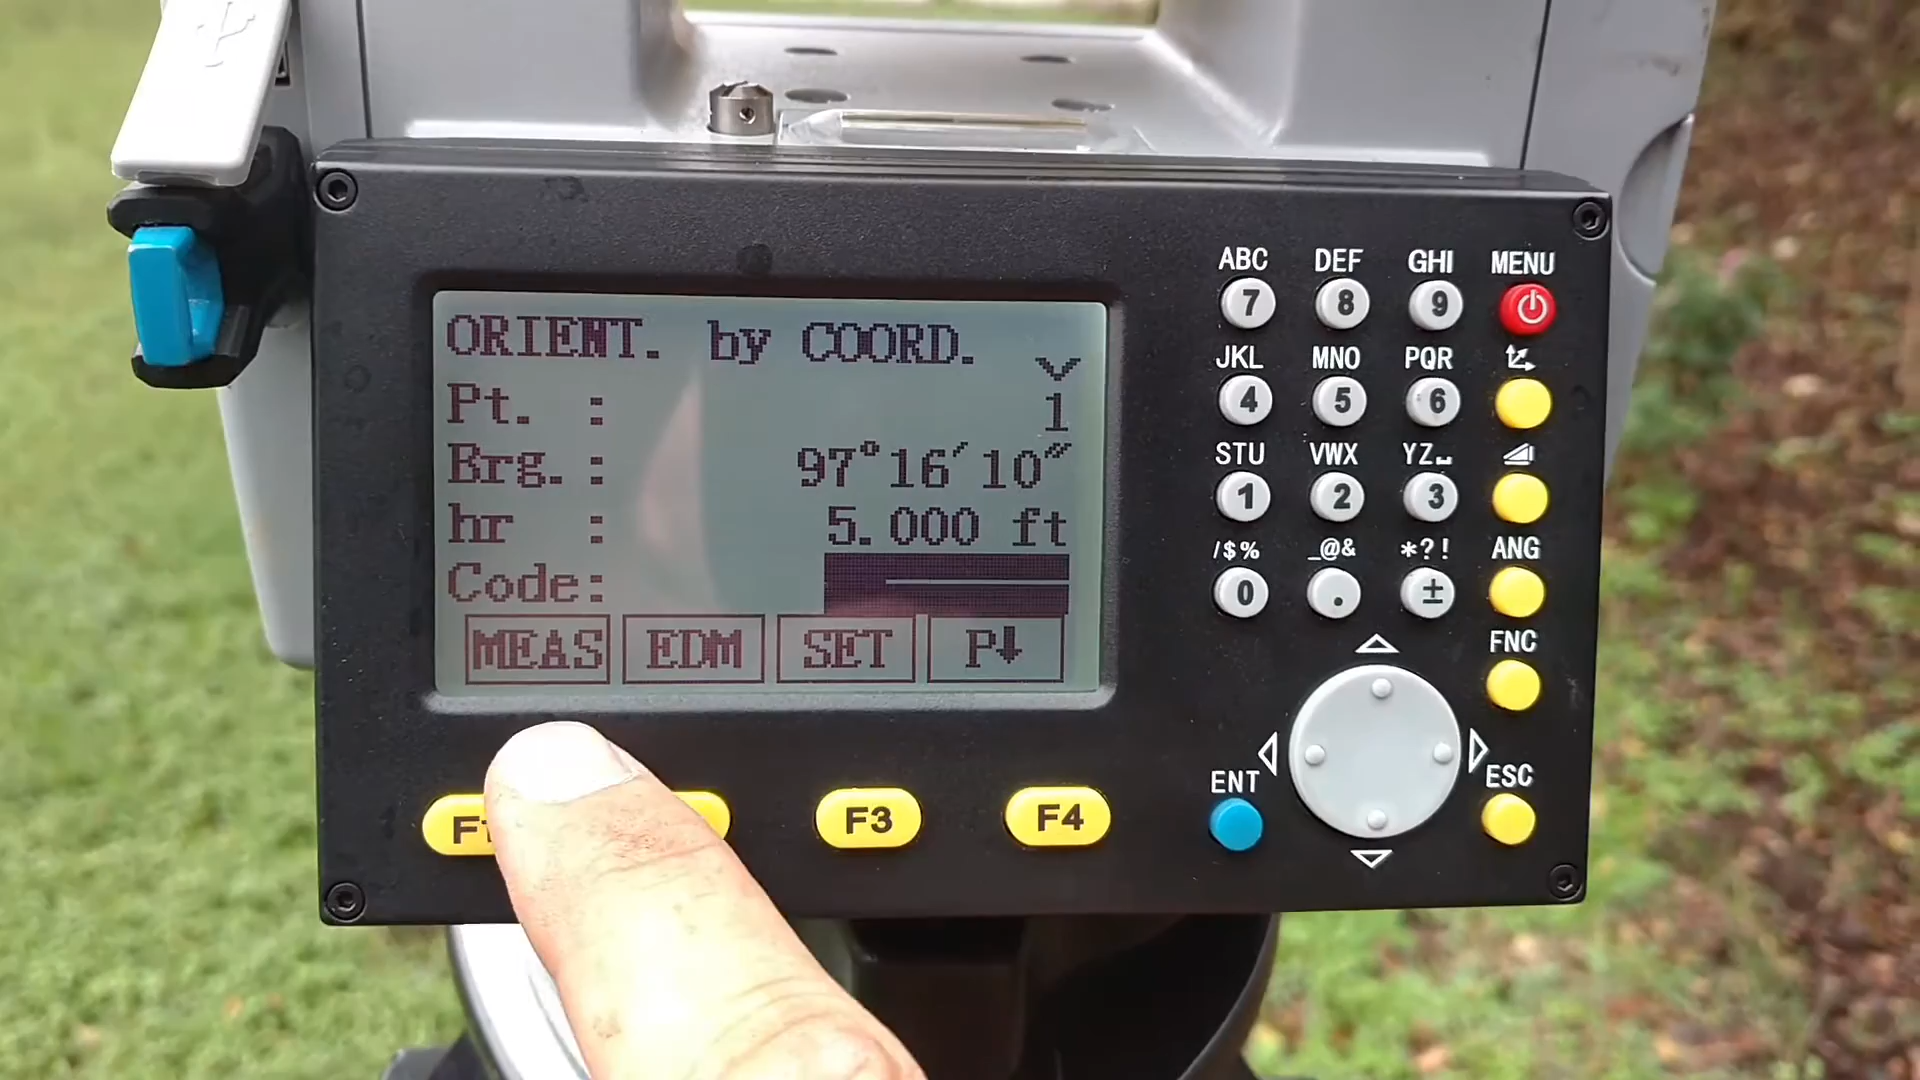 ORIENT. by COORD.
Pt. : 1
Brg. : 97°16′10″
hr : 5.000 ft
Code:
MEAS EDM SET P↓
F3 F4
ABC DEF GHI MENU
7 8 9
JKL MNO PQR
4 5 6
STU VWX YZ␣
1 2 3
/$% _@& *?! ANG
0 . ±
FNC
ENT ESC